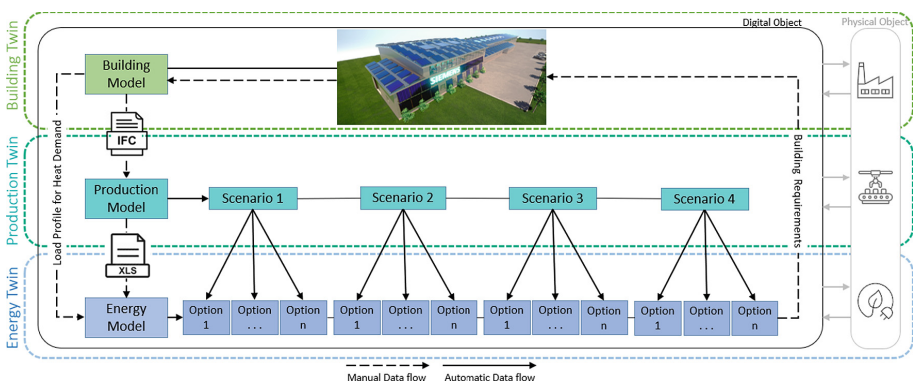 Digital Object
Physical Object
Building Twin
Building
Model
SIEMENS
IFC
Load Profile for Heat Demand
Building Requirements
Production Twin
Production
Model
Scenario 1
Scenario 2
Scenario 3
Scenario 4
XLS
Energy Twin
Energy
Model
Option
1
Option
...
Option
n
Option
1
Option
...
Option
n
Option
1
Option
...
Option
n
Option
1
Option
...
Option
n
Manual Data flow
Automatic Data flow